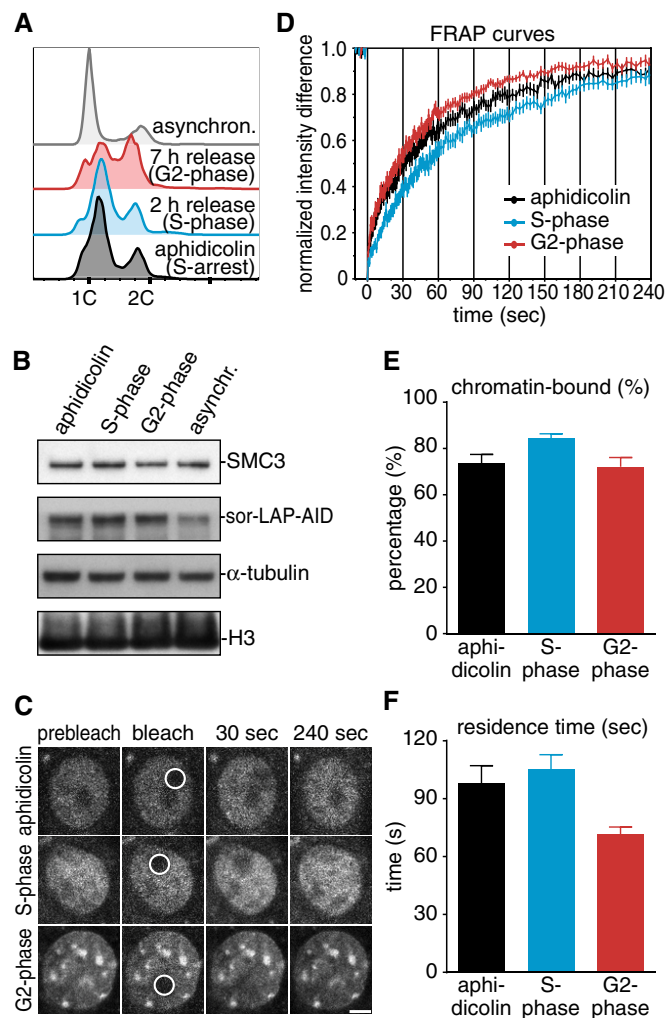 A
asynchron.
7 h release
(G2-phase)
2 h release
(S-phase)
aphidicolin
(S-arrest)
1C 2C
B
aphidicolin
S-phase
G2-phase
asynchr.
SMC3
sor-LAP-AID
α-tubulin
H3
C
prebleach bleach 30 sec 240 sec
aphidicolin
S-phase
G2-phase
D
FRAP curves
normalized intensity difference
1.0
0.8
0.6
0.4
0.2
0
aphidicolin
S-phase
G2-phase
0 30 60 90 120 150 180 210 240
time (sec)
E
chromatin-bound (%)
percentage (%)
100
80
60
40
20
0
aphi-
dicolin
S-
phase
G2-
phase
F
residence time (sec)
time (s)
120
90
60
30
0
aphi-
dicolin
S-
phase
G2-
phase